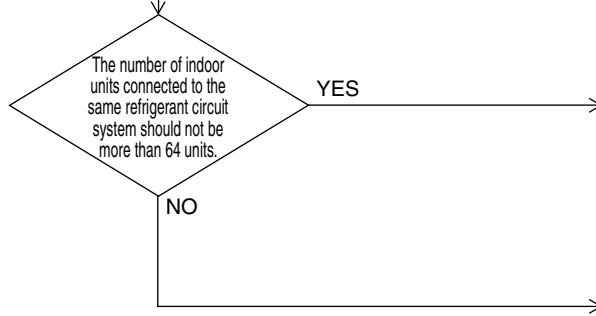 The number of indoor
units connected to the
same refrigerant circuit
system should not be
more than 64 units.
YES
NO